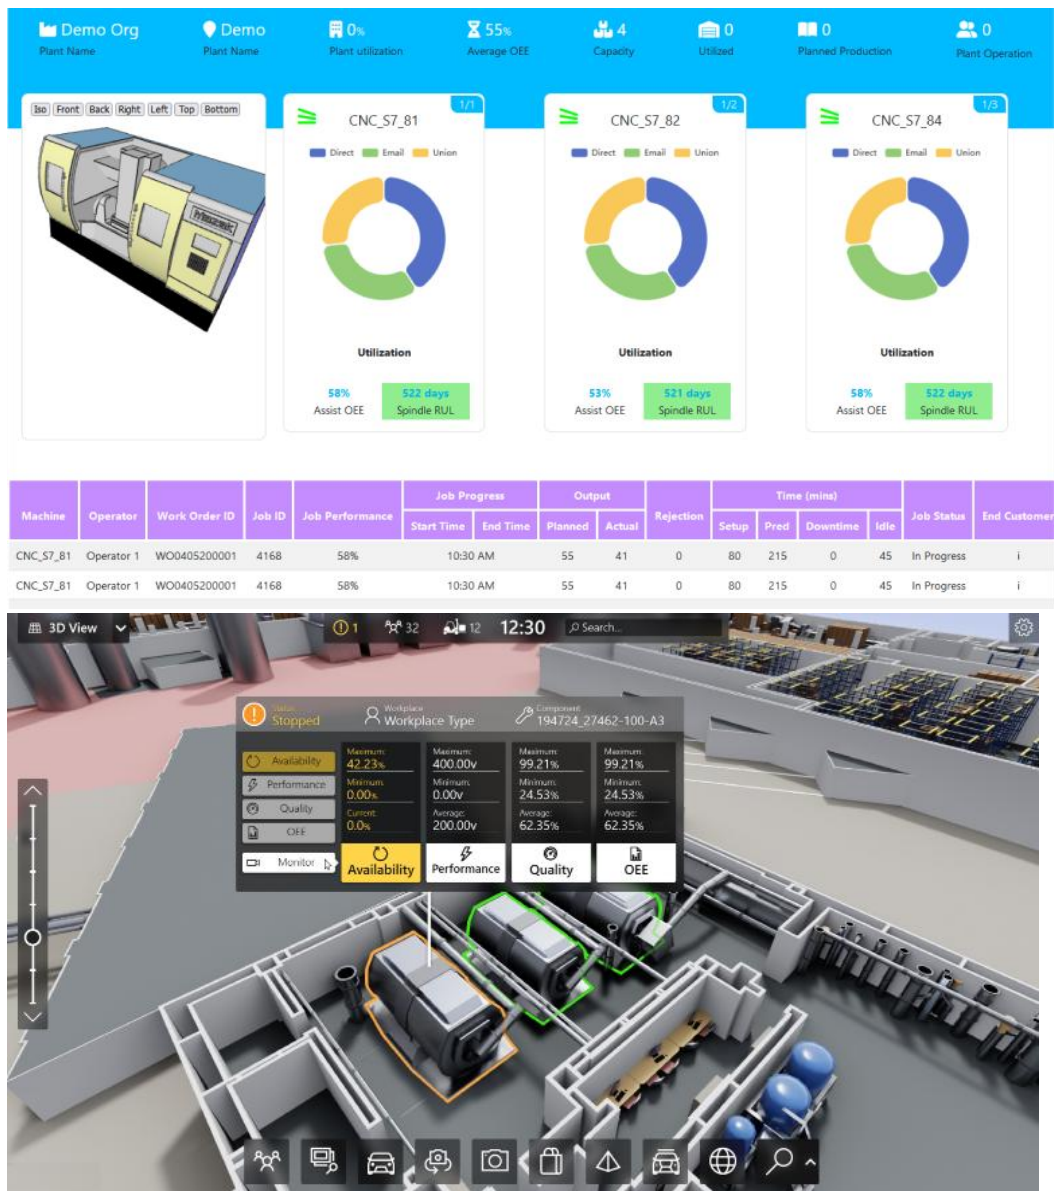 Demo Org Demo 0% 55% 4 0 0 0
Plant Name Plant Name Plant utilization Average OEE Capacity Utilized Planned Production Plant Operation
Iso Front Back Right Left Top Bottom
1/1
CNC_S7_81
Direct Email Union
Utilization
58% 522 days
Assist OEE Spindle RUL
1/2
CNC_S7_82
Direct Email Union
Utilization
53% 521 days
Assist OEE Spindle RUL
1/3
CNC_S7_84
Direct Email Union
Utilization
58% 522 days
Assist OEE Spindle RUL
Machine Operator Work Order ID Job ID Job Performance Job Progress Output Rejection Time (mins) Job Status End Customer
Start Time End Time Planned Actual Setup Pred Downtime Idle
CNC_S7_81 Operator 1 WO0405200001 4168 58% 10:30 AM 55 41 0 80 215 0 45 In Progress i
CNC_S7_81 Operator 1 WO0405200001 4168 58% 10:30 AM 55 41 0 80 215 0 45 In Progress i
3D View 1 32 12 12:30 Search...
Status
Stopped
Workplace
Workplace Type
Component
194724_27462-100-A3
Availability
Performance
Quality
OEE
Monitor
Maximum:
42.23%
Minimum:
0.00%
Current:
0.0%
Availability
Maximum:
400.00v
Minimum:
0.00v
Average:
200.00v
Performance
Maximum:
99.21%
Minimum:
24.53%
Average:
62.35%
Quality
Maximum:
99.21%
Minimum:
24.53%
Average:
62.35%
OEE